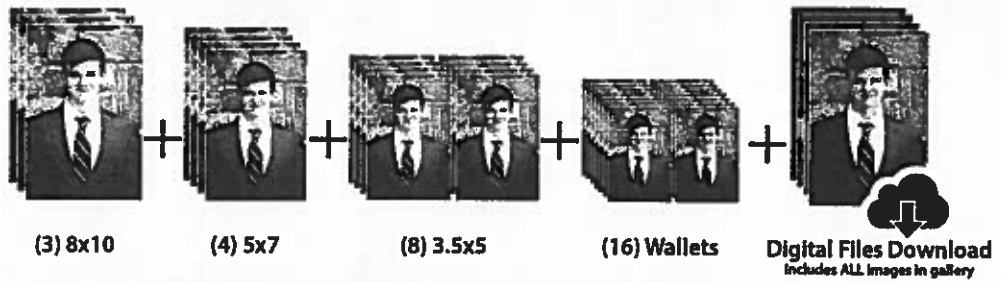 (3) 8x10
(4) 5x7
(8) 3.5x5
(16) Wallets
Digital Files Download
Includes ALL images in gallery